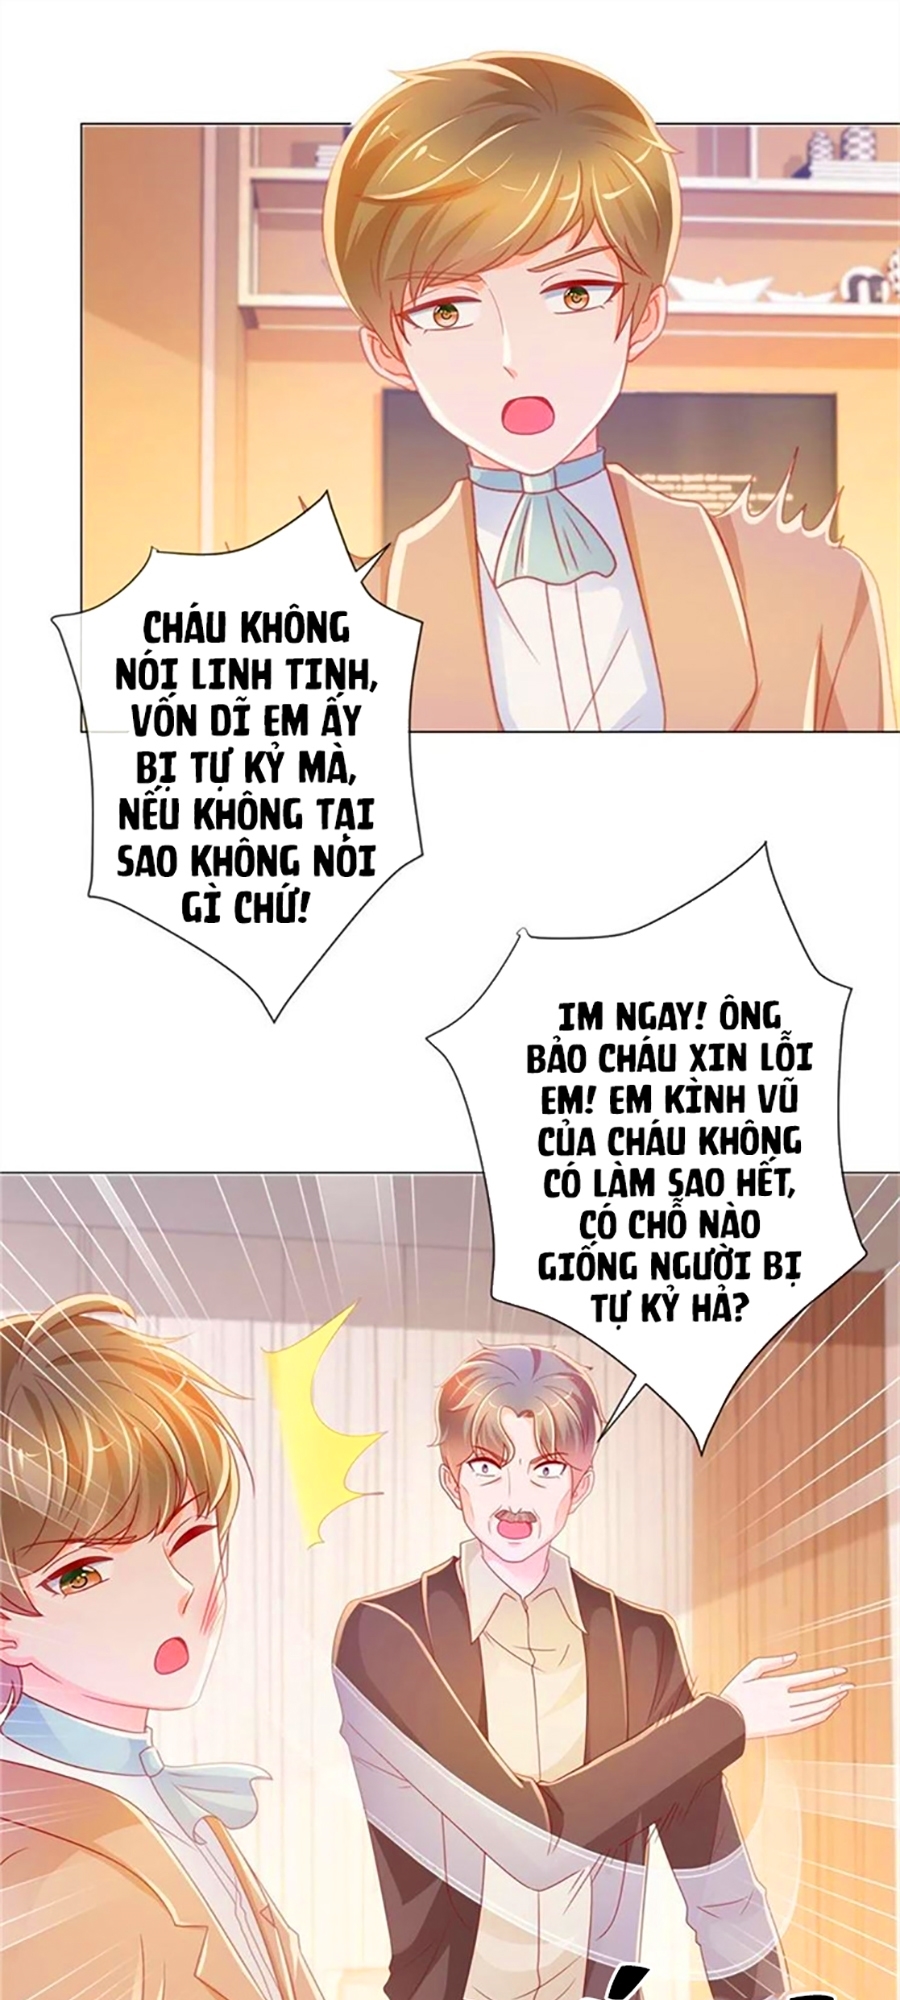 CHÁU KHÔNG
NÓI LINH TINH,
VỐN DĨ EM ẤY
BỊ TỰ KỶ MÀ,
NẾU KHÔNG TẠI
SAO KHÔNG NÓI
GÌ CHỨ!
IM NGAY! ÔNG
BẢO CHÁU XIN LỖI
EM! EM KÌNH VŨ
CỦA CHÁU KHÔNG
CÓ LÀM SAO HẾT,
CÓ CHỖ NÀO
GIỐNG NGƯỜI BỊ
TỰ KỶ HẢ?